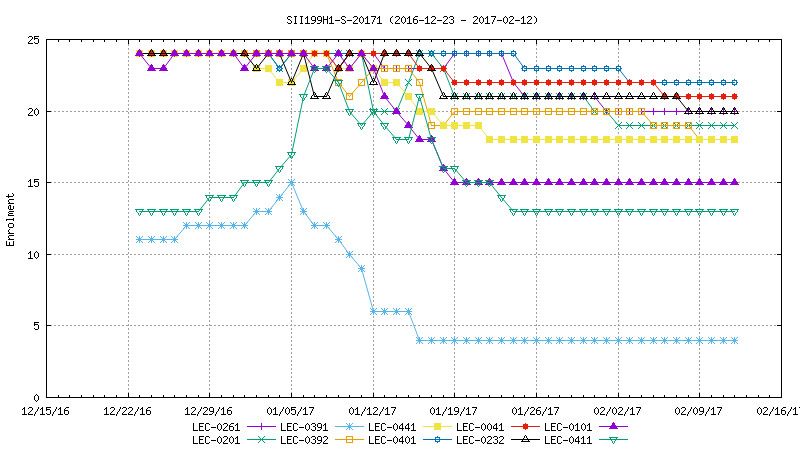 SII199H1-S-20171 (2016-12-23 - 2017-02-12)
25
20
15
10
5
0
Enrolment
12/15/16 12/22/16 12/29/16 01/05/17 01/12/17 01/19/17 01/26/17 02/02/17 02/09/17 02/16/17
LEC-0261 LEC-0391 LEC-0441 LEC-0041 LEC-0101
LEC-0201 LEC-0392 LEC-0401 LEC-0232 LEC-0411